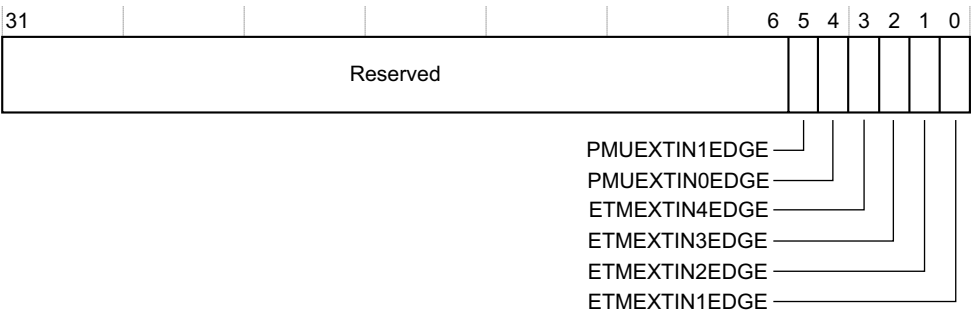 31 6 5 4 3 2 1 0
Reserved
PMUEXTIN1EDGE
PMUEXTIN0EDGE
ETMEXTIN4EDGE
ETMEXTIN3EDGE
ETMEXTIN2EDGE
ETMEXTIN1EDGE